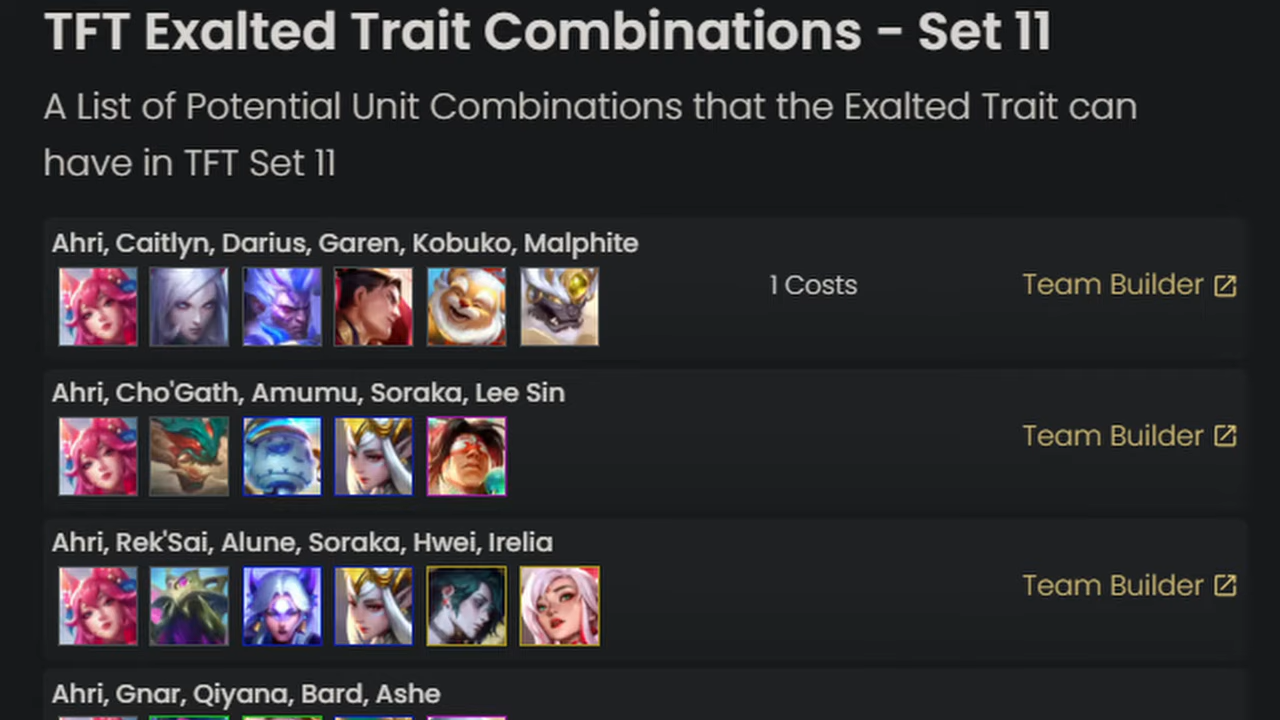 TFT Exalted Trait Combinations - Set 11
A List of Potential Unit Combinations that the Exalted Trait can
have in TFT Set 11
Ahri, Caitlyn, Darius, Garen, Kobuko, Malphite
1 Costs
Team Builder
Ahri, Cho'Gath, Amumu, Soraka, Lee Sin
Team Builder
Ahri, Rek'Sai, Alune, Soraka, Hwei, Irelia
Team Builder
Ahri, Gnar, Qiyana, Bard, Ashe